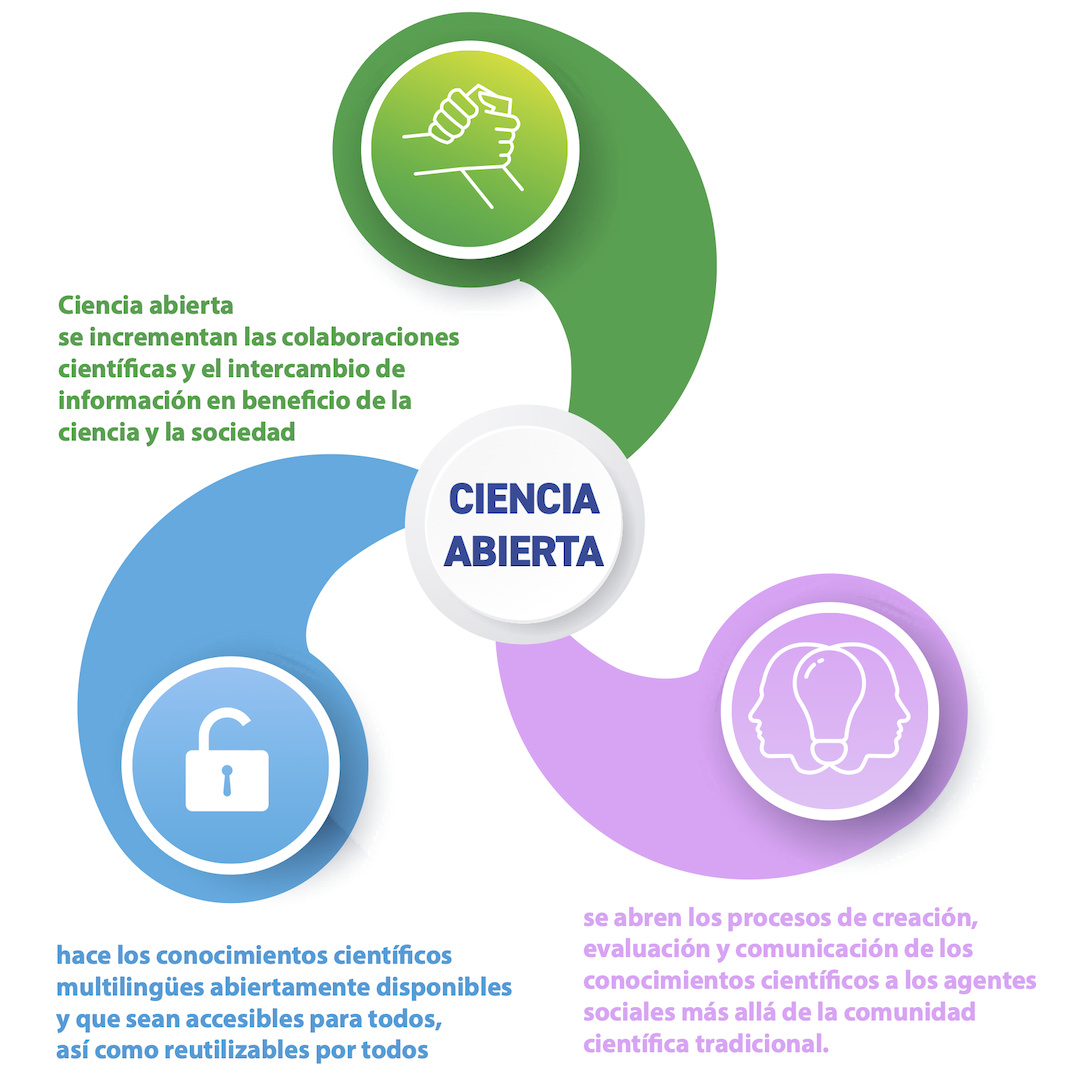 Ciencia abierta
se incrementan las colaboraciones
científicas y el intercambio de
información en beneficio de la
ciencia y la sociedad
CIENCIA
ABIERTA
hace los conocimientos científicos
multilingües abiertamente disponibles
y que sean accesibles para todos,
así como reutilizables por todos
se abren los procesos de creación,
evaluación y comunicación de los
conocimientos científicos a los agentes
sociales más allá de la comunidad
científica tradicional.